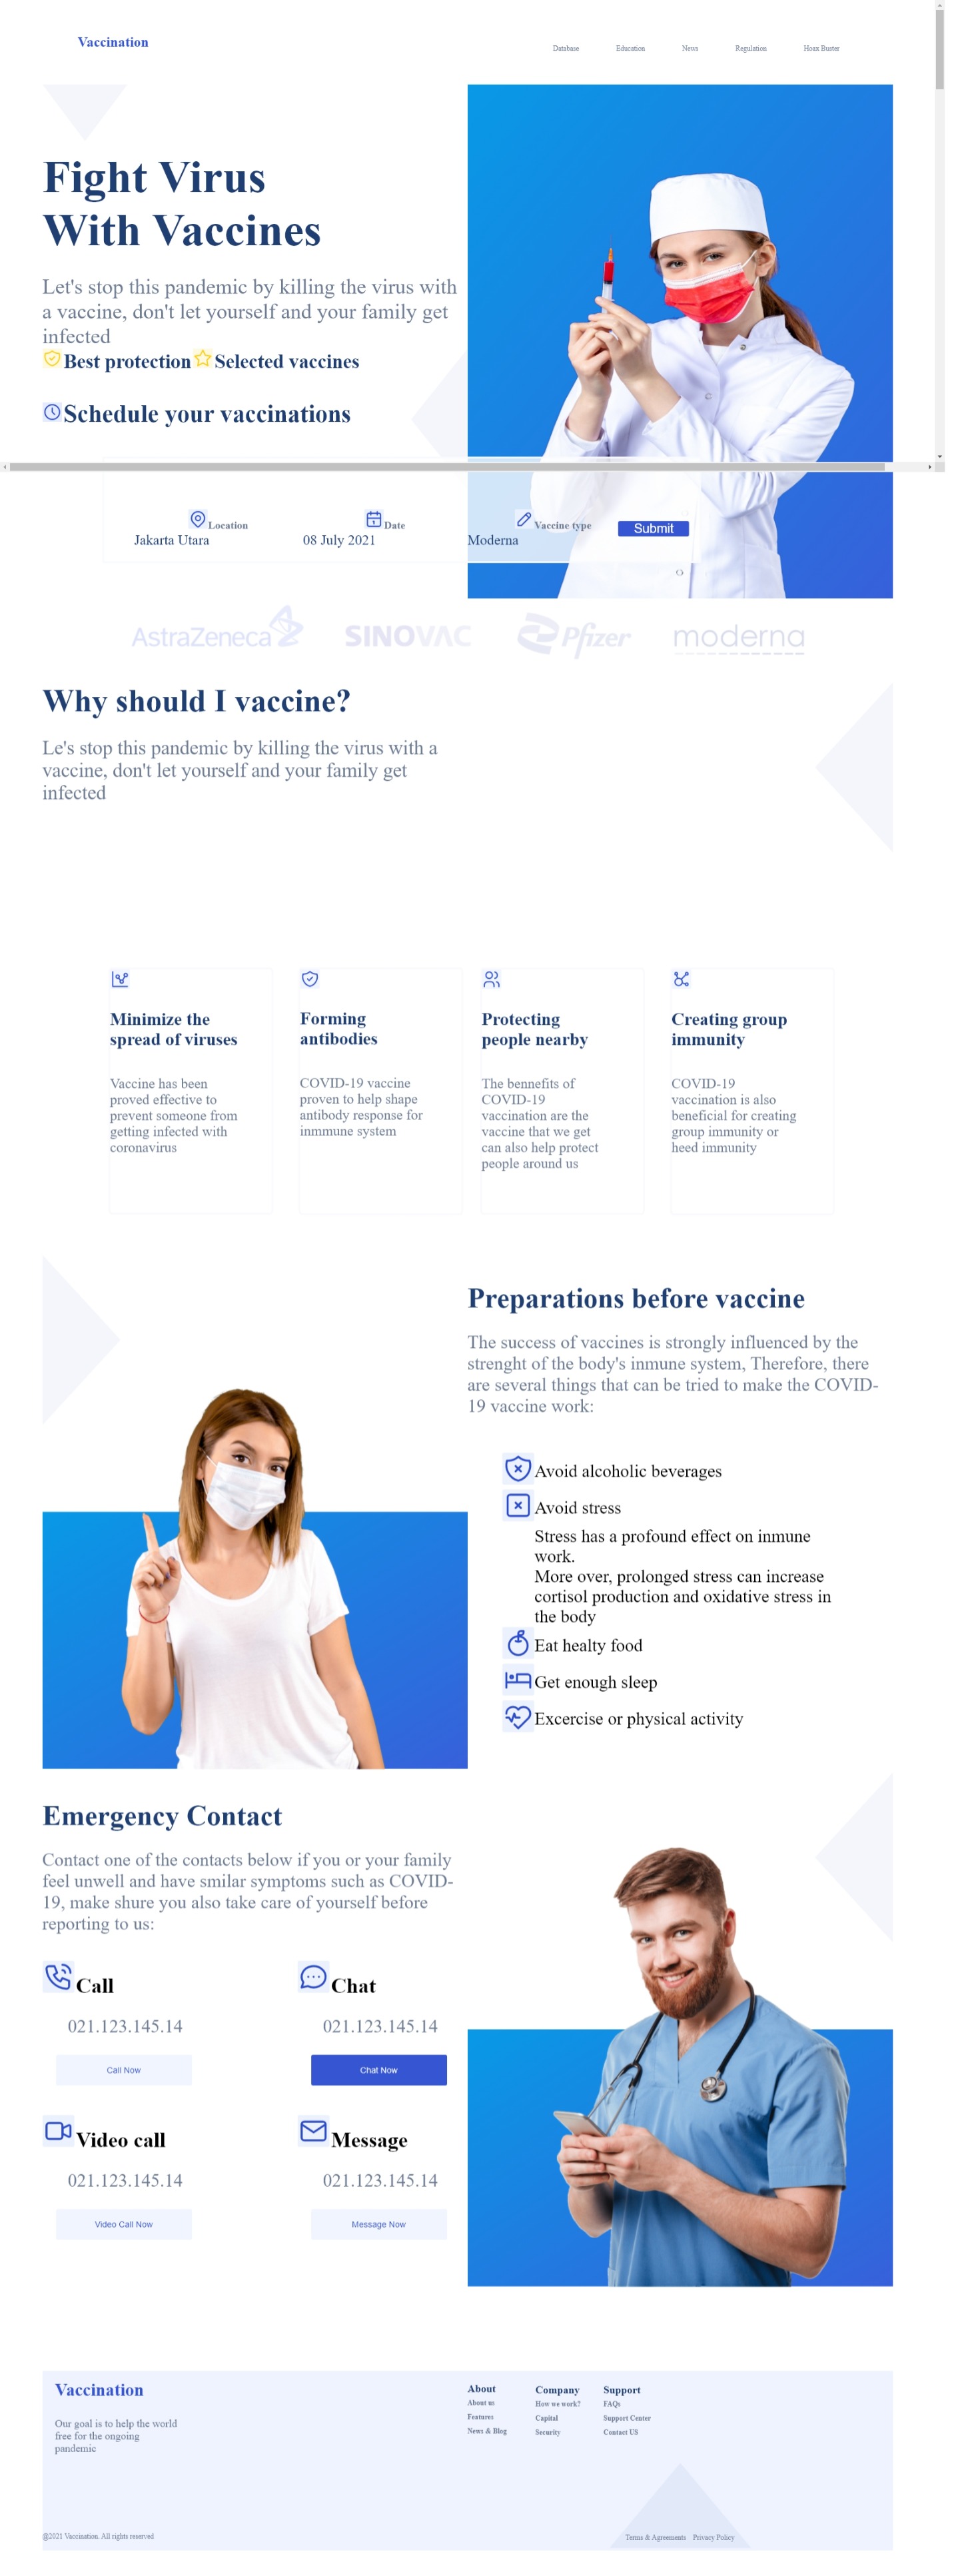 Vaccination
Database Education News Regulation Hoax Buster
Fight Virus
With Vaccines
Let's stop this pandemic by killing the virus with
a vaccine, don't let yourself and your family get
infected
Best protection Selected vaccines
Schedule your vaccinations
Location Date Vaccine type Submit
Jakarta Utara 08 July 2021 Moderna
AstraZeneca SINOVAC Pfizer moderna
Why should I vaccine?
Le's stop this pandemic by killing the virus with a
vaccine, don't let yourself and your family get
infected
Minimize the
spread of viruses
Vaccine has been
proved effective to
prevent someone from
getting infected with
coronavirus
Forming
antibodies
COVID-19 vaccine
proven to help shape
antibody response for
inmmune system
Protecting
people nearby
The bennefits of
COVID-19
vaccination are the
vaccine that we get
can also help protect
people around us
Creating group
immunity
COVID-19
vaccination is also
beneficial for creating
group immunity or
heed immunity
Preparations before vaccine
The success of vaccines is strongly influenced by the
strenght of the body's inmune system, Therefore, there
are several things that can be tried to make the COVID-
19 vaccine work:
Avoid alcoholic beverages
Avoid stress
Stress has a profound effect on inmune
work.
More over, prolonged stress can increase
cortisol production and oxidative stress in
the body
Eat healty food
Get enough sleep
Excercise or physical activity
Emergency Contact
Contact one of the contacts below if you or your family
feel unwell and have smilar symptoms such as COVID-
19, make shure you also take care of yourself before
reporting to us:
Call
021.123.145.14
Call Now
Chat
021.123.145.14
Chat Now
Video call
021.123.145.14
Video Call Now
Message
021.123.145.14
Message Now
Vaccination
Our goal is to help the world
free for the ongoing
pandemic
About
About us
Features
News & Blog
Company
How we work?
Capital
Security
Support
FAQs
Support Center
Contact US
@2021 Vaccination. All rights reserved
Terms & Agreements Privacy Policy